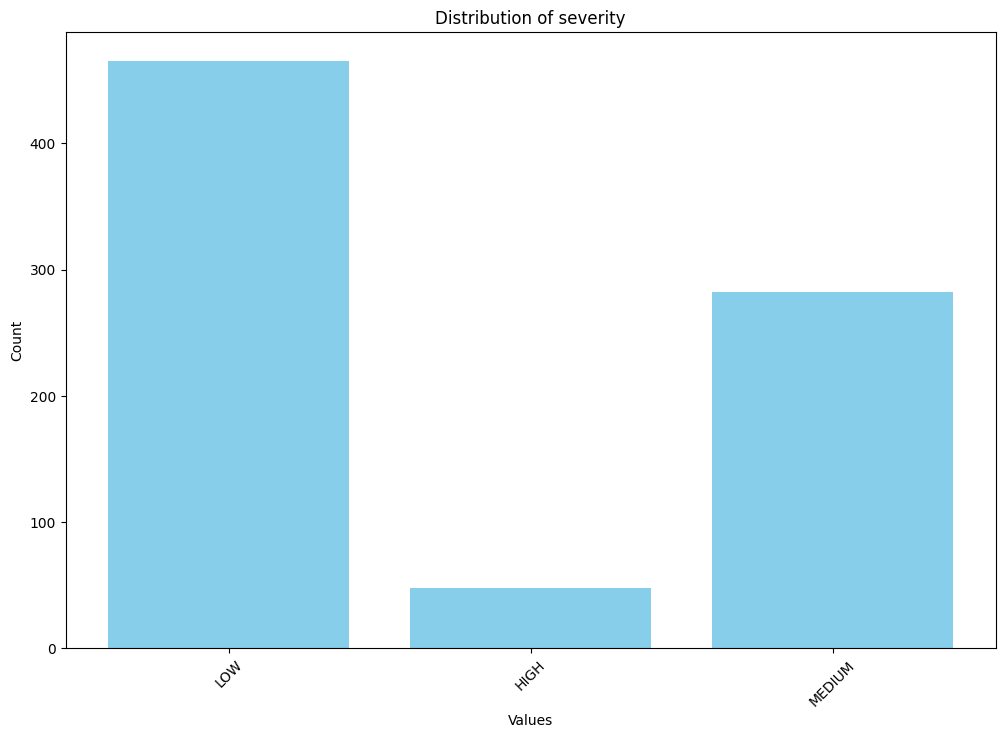 Distribution of severity
Count
400
300
200
100
0
LOW
HIGH
MEDIUM
Values